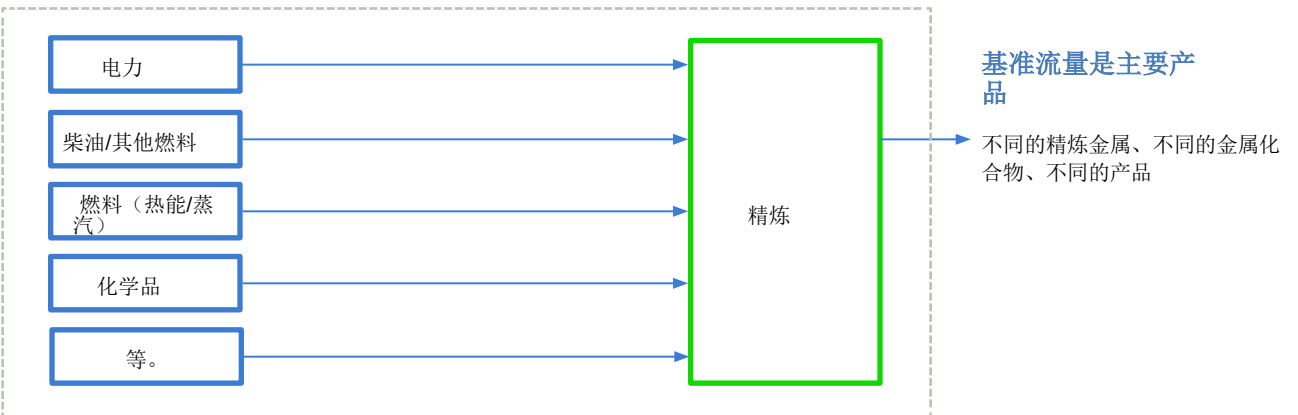 电力
柴油/其他燃料
燃料（热能/蒸
汽）
化学品
等。
精炼
基准流量是主要产
品
不同的精炼金属、不同的金属化
合物、不同的产品